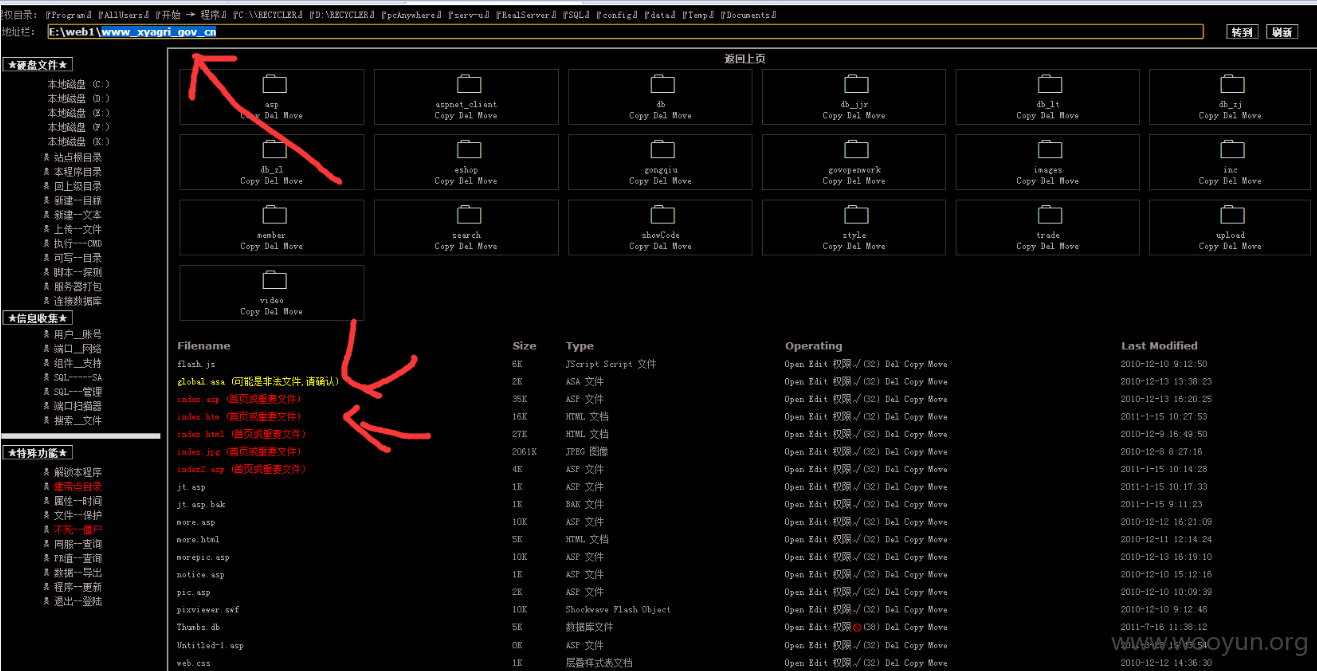 权目录: 『Program』『AllUsers』『开始 → 程序』『C:\\RECYCLER』『D:\RECYCLER』『pcAnywhere』『serv-u』『RealServer』『SQL』『config』『data』『Temp』『Documents』
地址栏: E:\web1\www_xyagri_gov_cn 转到 刷新
★硬盘文件★
本地磁盘 (C:)
本地磁盘 (D:)
本地磁盘 (E:)
本地磁盘 (F:)
本地磁盘 (K:)
站点根目录
本程序目录
回上级目录
新建--目录
新建--文本
上传--文件
执行---CMD
可写--目录
脚本--探测
服务器打包
连接数据库
★信息收集★
用户__账号
端口__网络
组件__支持
SQL-----SA
SQL---管理
端口扫描器
搜索__文件
★特殊功能★
解锁本程序
建带点目录
属性--时间
文件--保护
不死--僵尸
同服--查询
PR值--查询
数据--导出
程序--更新
退出--登陆
返回上页
asp aspnet_client db db_jjr db_lt db_zj
Copy Del Move Copy Del Move Copy Del Move Copy Del Move Copy Del Move Copy Del Move
db_zl eshop gongqiu govopenwork images inc
Copy Del Move Copy Del Move Copy Del Move Copy Del Move Copy Del Move Copy Del Move
member search showCode style trade upload
Copy Del Move Copy Del Move Copy Del Move Copy Del Move Copy Del Move Copy Del Move
video
Copy Del Move
Filename Size Type Operating Last Modified
flash.js 6K JScript Script 文件 Open Edit 权限√(32) Del Copy Move 2010-12-10 9:12:50
global.asa (可能是非法文件,请确认) 2K ASA 文件 Open Edit 权限√(32) Del Copy Move 2010-12-13 13:38:23
index.asp (首页或重要文件) 35K ASP 文件 Open Edit 权限√(32) Del Copy Move 2010-12-13 16:20:25
index.htm (首页或重要文件) 16K HTML 文档 Open Edit 权限√(32) Del Copy Move 2011-1-15 10:27:53
index.html (首页或重要文件) 27K HTML 文档 Open Edit 权限√(32) Del Copy Move 2010-12-9 16:49:50
index.jpg (首页或重要文件) 2061K JPEG 图像 Open Edit 权限√(32) Del Copy Move 2010-12-8 8:27:16
index2.asp (首页或重要文件) 4K ASP 文件 Open Edit 权限√(32) Del Copy Move 2011-1-15 10:14:28
jt.asp 1K ASP 文件 Open Edit 权限√(32) Del Copy Move 2011-1-15 10:17:33
jt.asp.bak 1K BAK 文件 Open Edit 权限√(32) Del Copy Move 2011-1-15 9:11:23
more.asp 10K ASP 文件 Open Edit 权限√(32) Del Copy Move 2010-12-12 16:21:09
more.html 5K HTML 文档 Open Edit 权限√(32) Del Copy Move 2010-12-11 12:14:24
morepic.asp 10K ASP 文件 Open Edit 权限√(32) Del Copy Move 2010-12-13 16:19:10
notice.asp 1K ASP 文件 Open Edit 权限√(32) Del Copy Move 2010-12-10 15:12:16
pic.asp 2K ASP 文件 Open Edit 权限√(32) Del Copy Move 2010-12-10 10:09:39
pixviewer.swf 10K Shockwave Flash Object Open Edit 权限√(32) Del Copy Move 2010-12-10 9:12:48
Thumbs.db 5K 数据库文件 Open Edit 权限(38) Del Copy Move 2011-7-16 11:38:12
Untitled-1.asp 0K ASP 文件 Open Edit 权限√(32) Del Copy Move
web.css 1K 层叠样式表文档 Open Edit 权限√(32) Del Copy Move 2010-12-12 14:36:30
www.wooyun.org